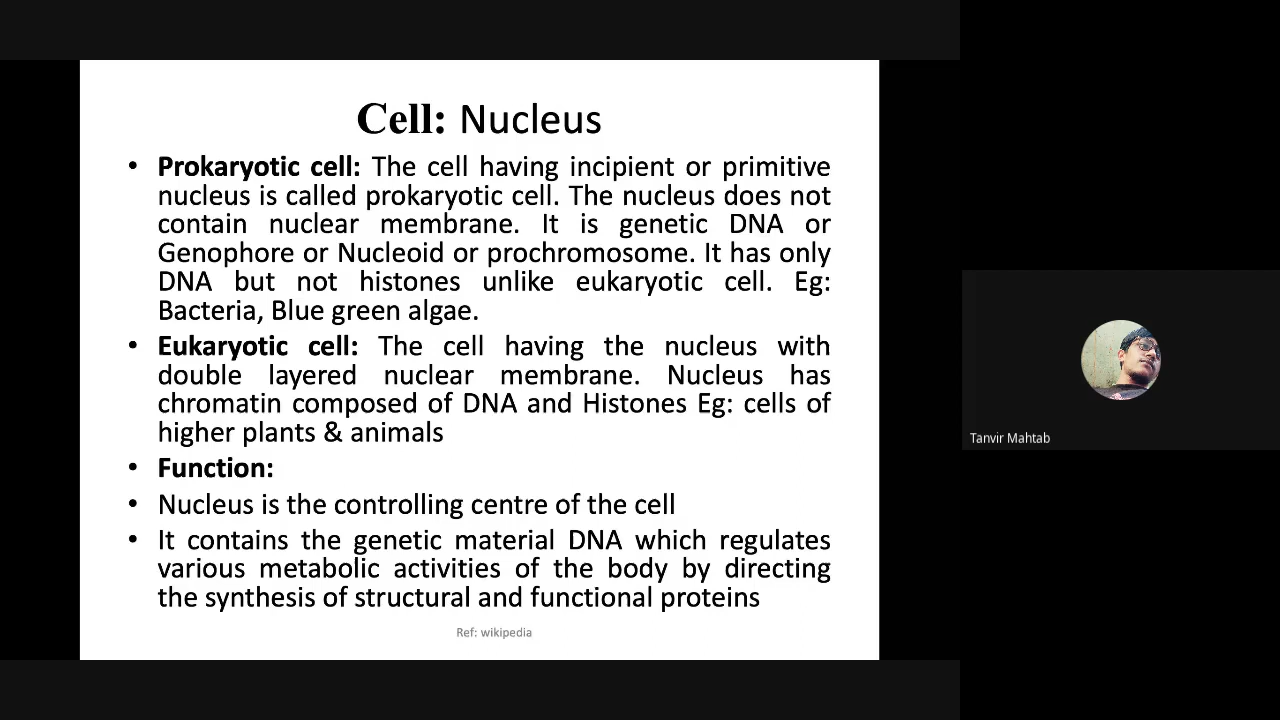 Cell: Nucleus
• Prokaryotic cell: The cell having incipient or primitive
nucleus is called prokaryotic cell. The nucleus does not
contain nuclear membrane. It is genetic DNA or
Genophore or Nucleoid or prochromosome. It has only
DNA but not histones unlike eukaryotic cell. Eg:
Bacteria, Blue green algae.
• Eukaryotic cell: The cell having the nucleus with
double layered nuclear membrane. Nucleus has
chromatin composed of DNA and Histones Eg: cells of
higher plants & animals
• Function:
• Nucleus is the controlling centre of the cell
• It contains the genetic material DNA which regulates
various metabolic activities of the body by directing
the synthesis of structural and functional proteins
Ref: wikipedia
Tanvir Mahtab